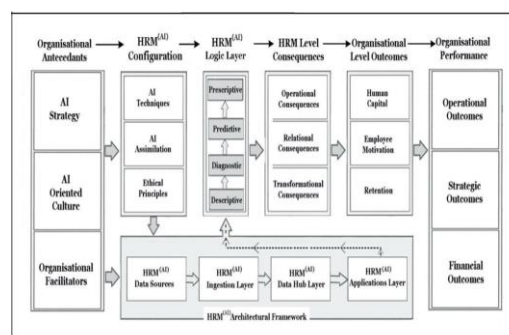 Organisational
Antecedants
HRM(AI)
Configuration
HRM(AI)
Logic Layer
HRM Level
Consequences
Organisational
Level Outcomes
Organisational
Performance
AI
Strategy
AI
Oriented
Culture
Organisational
Facilitators
AI
Techniques
AI
Assimilation
Ethical
Principles
Prescriptive
Predictive
Diagnostic
Descriptive
Operational
Consequences
Relational
Consequences
Transformational
Consequences
Human
Capital
Employee
Motivation
Retention
Operational
Outcomes
Strategic
Outcomes
Financial
Outcomes
HRM(AI)
Data Sources
HRM(AI)
Ingestion Layer
HRM(AI)
Data Hub Layer
HRM(AI)
Applications Layer
HRM(AI)Architectural Framework